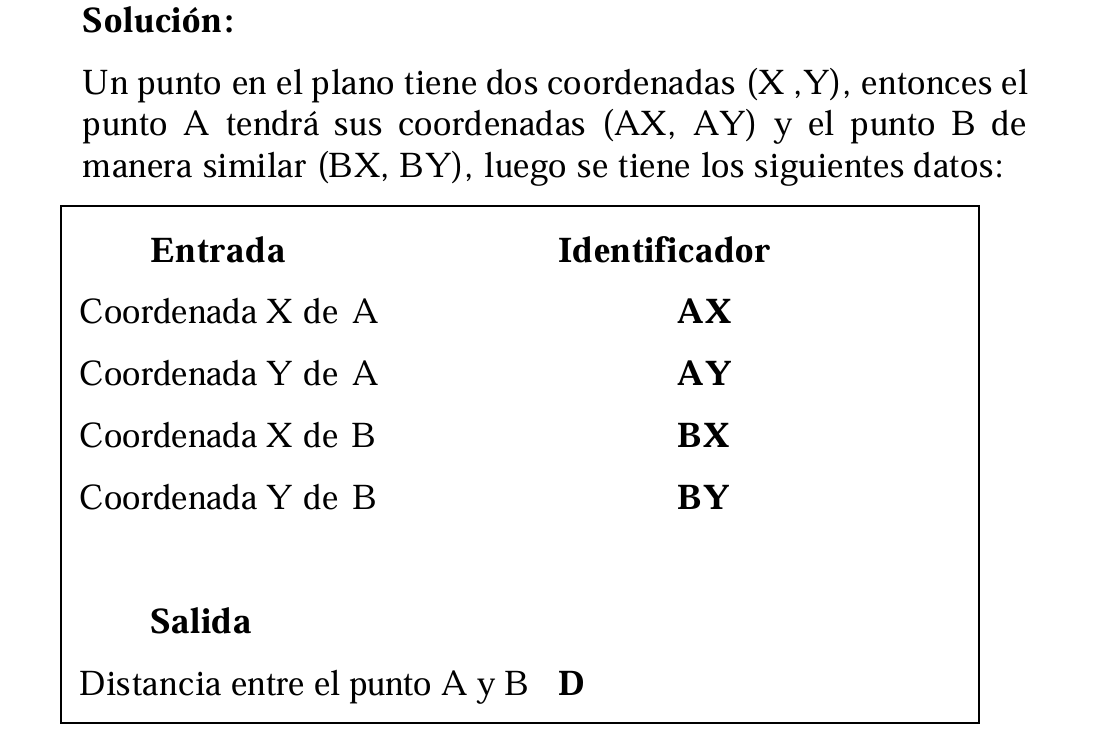 Solución:
Un punto en el plano tiene dos coordenadas (X ,Y), entonces el
punto A tendrá sus coordenadas (AX, AY) y el punto B de
manera similar (BX, BY), luego se tiene los siguientes datos:
Entrada Identificador
Coordenada X de A AX
Coordenada Y de A AY
Coordenada X de B BX
Coordenada Y de B BY
Salida
Distancia entre el punto A y B D